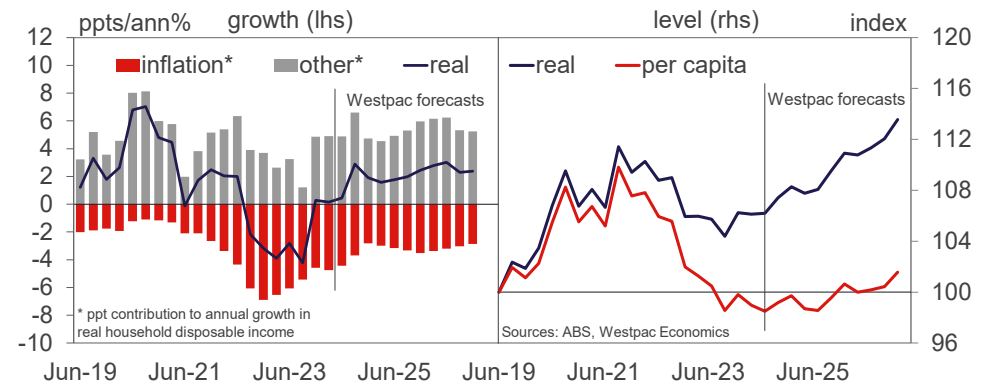 ppts/ann%
growth (lhs)
level (rhs)
index
12
10
8
6
4
2
0
-2
-4
-6
-8
-10
inflation*
other*
real
Westpac forecasts
* ppt contribution to annual growth in
real household disposable income
Jun-19
Jun-21
Jun-23
Jun-25
real
per capita
Westpac forecasts
Sources: ABS, Westpac Economics
120
116
112
108
104
100
96
Jun-19
Jun-21
Jun-23
Jun-25